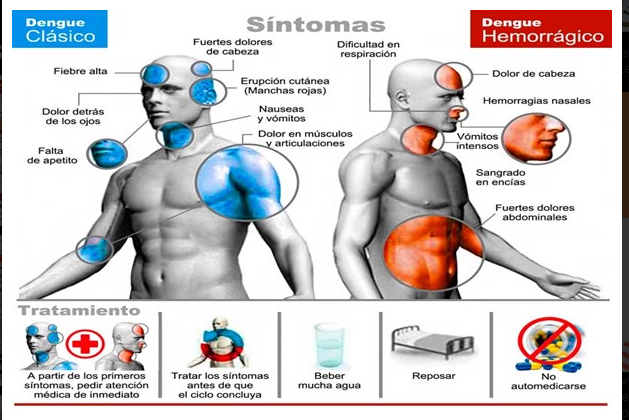 Dengue
Clásico
Síntomas
Dengue
Hemorrágico
Fuertes dolores
de cabeza
Fiebre alta
Erupción cutánea
(Manchas rojas)
Dolor detrás
de los ojos
Nauseas
y vómitos
Falta
de apetito
Dolor en músculos
y articulaciones
Dificultad en
respiración
Dolor de cabeza
Hemorragias nasales
Vómitos
intensos
Sangrado
en encías
Fuertes dolores
abdominales
Tratamiento
A partir de los primeros
síntomas, pedir atención
médica de inmediato
Tratar los síntomas
antes de que
el ciclo concluya
Beber
mucha agua
Reposar
No
automedicarse